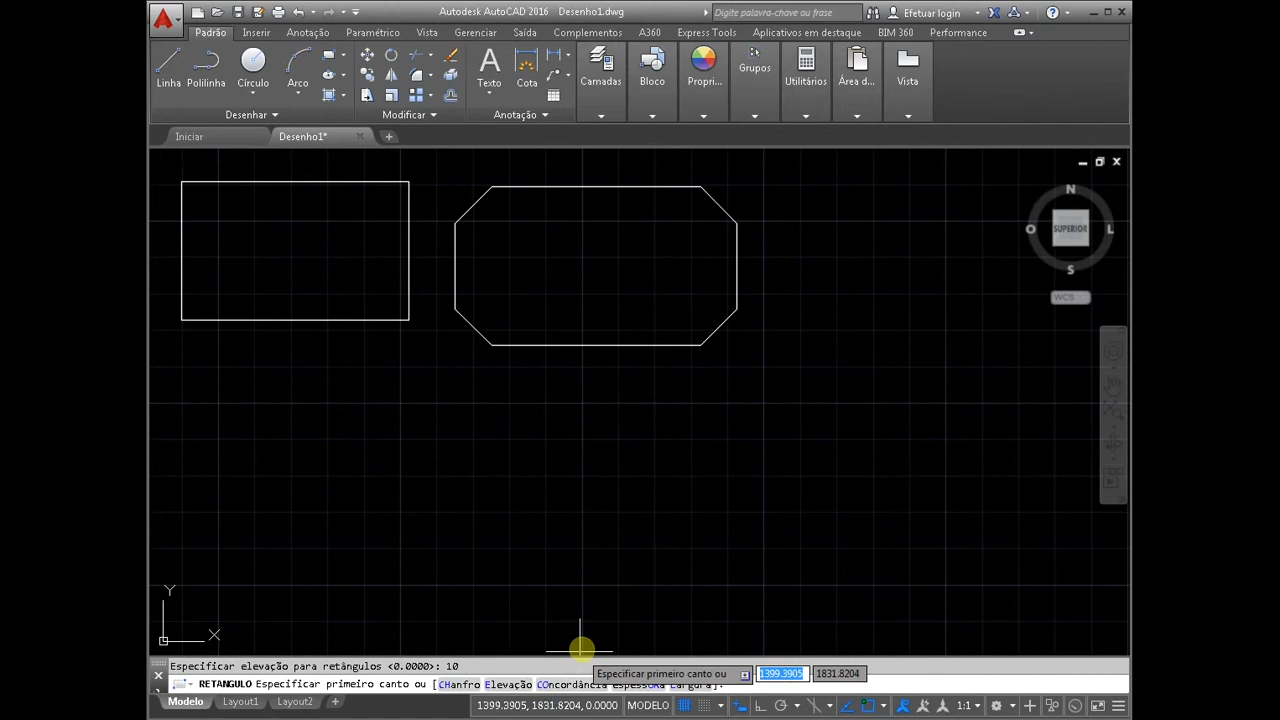 Autodesk AutoCAD 2016 Desenho1.dwg
Digite palavra-chave ou frase
Efetuar login
Padrão Inserir Anotação Paramétrico Vista Gerenciar Saída Complementos A360 Express Tools Aplicativos em destaque BIM 360 Performance
Linha Polilinha Círculo Arco
Texto Cota
Camadas Bloco Propri... Grupos Utilitários Área d... Vista
Desenhar Modificar Anotação
Iniciar Desenho1*
N
O SUPERIOR L
S
WCS
Y
X
Especificar elevação para retângulos <0.0000>: 10
Especificar primeiro canto ou 1399.3905 1831.8204
RETANGULO Especificar primeiro canto ou [CHanfro Elevação COncordância espessURa Largura]:
Modelo Layout1 Layout2
1399.3905, 1831.8204, 0.0000 MODELO 1:1